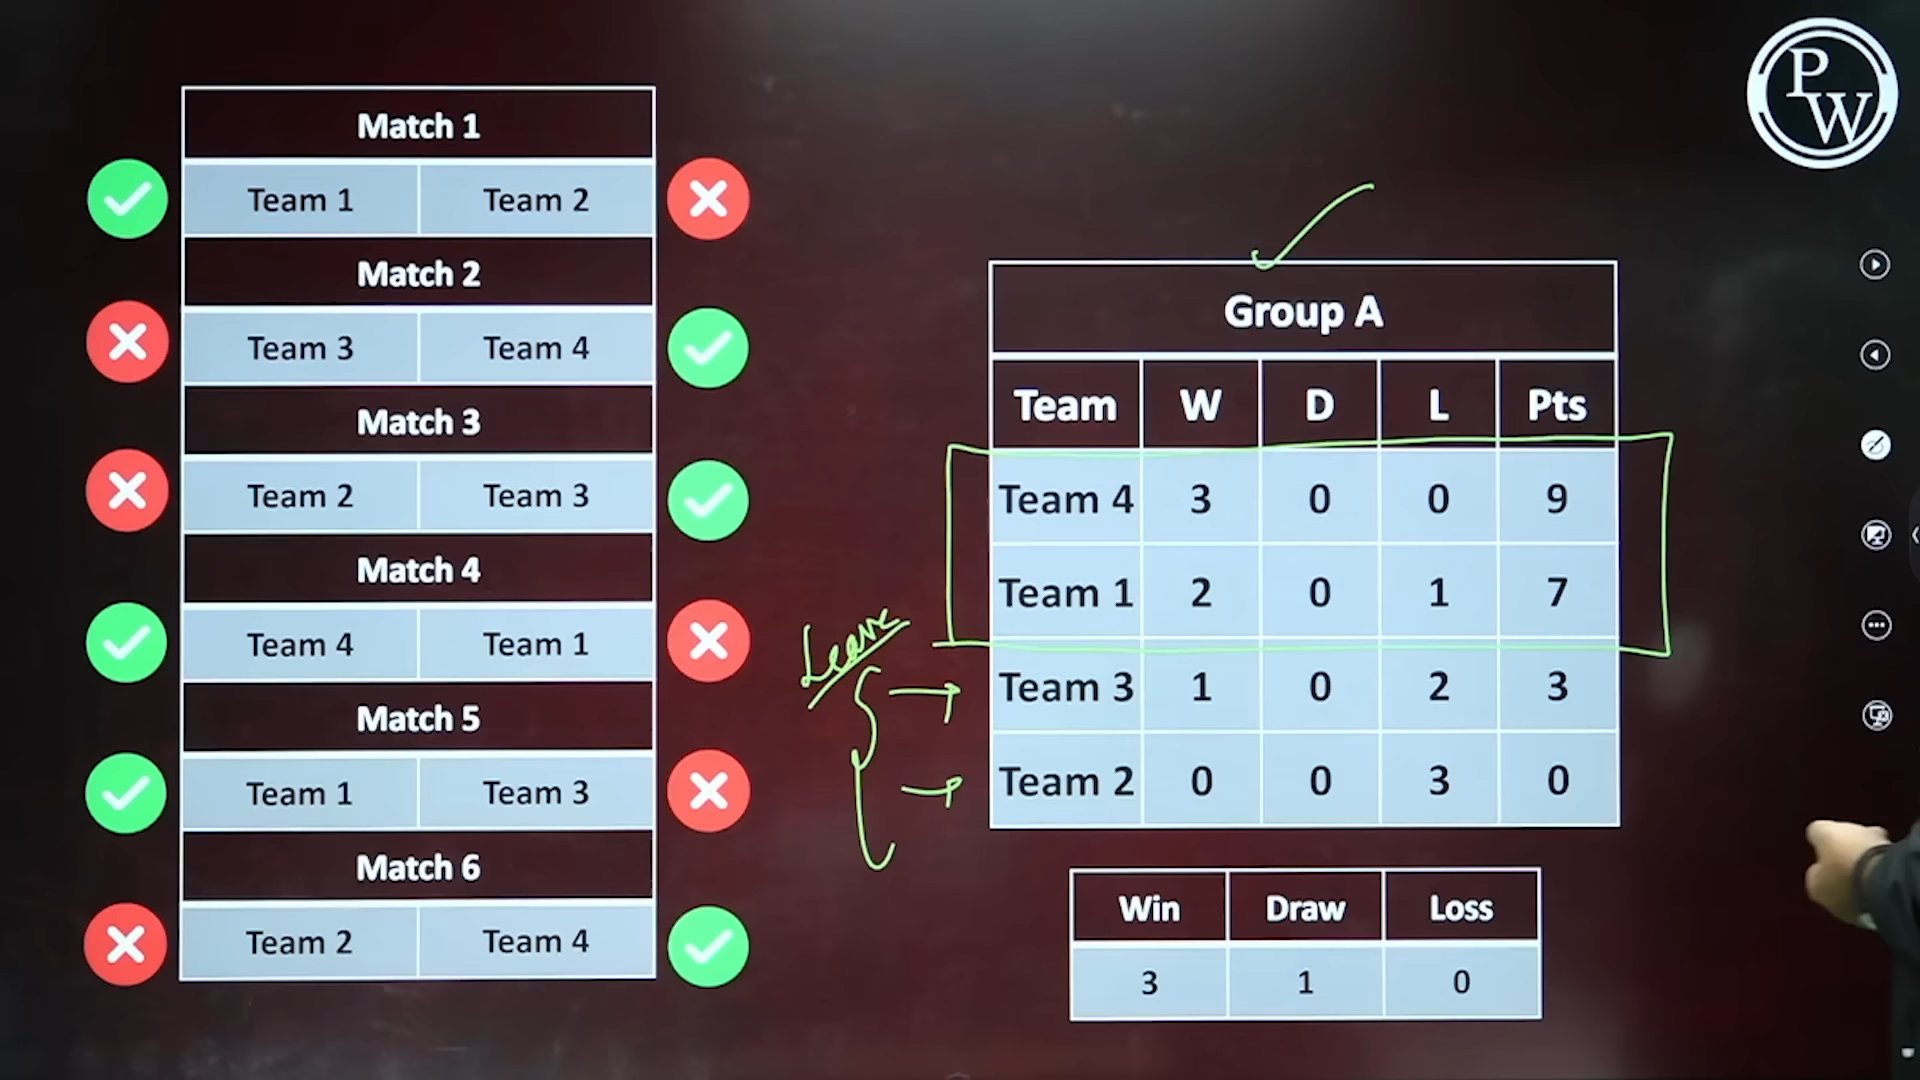 PW
Match 1
Team 1 Team 2
Match 2
Team 3 Team 4
Match 3
Team 2 Team 3
Match 4
Team 4 Team 1
Match 5
Team 1 Team 3
Match 6
Team 2 Team 4
Group A
Team W D L Pts
Team 4 3 0 0 9
Team 1 2 0 1 7
Team 3 1 0 2 3
Team 2 0 0 3 0
Win Draw Loss
3 1 0